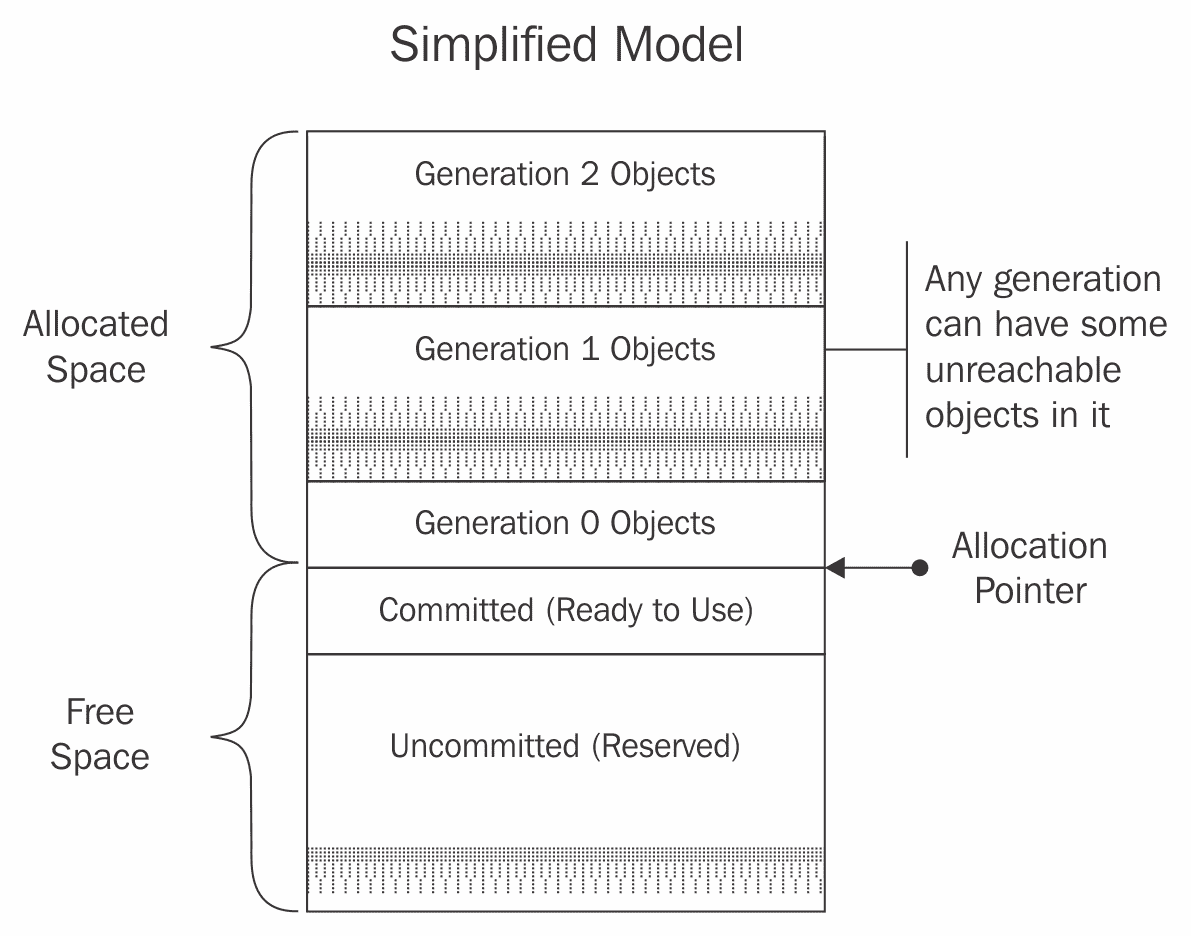 Simplified Model
Generation 2 Objects
Allocated
Space
Generation 1 Objects
Any generation
can have some
unreachable
objects in it
Generation 0 Objects
Allocation
Pointer
Committed (Ready to Use)
Free
Space
Uncommitted (Reserved)